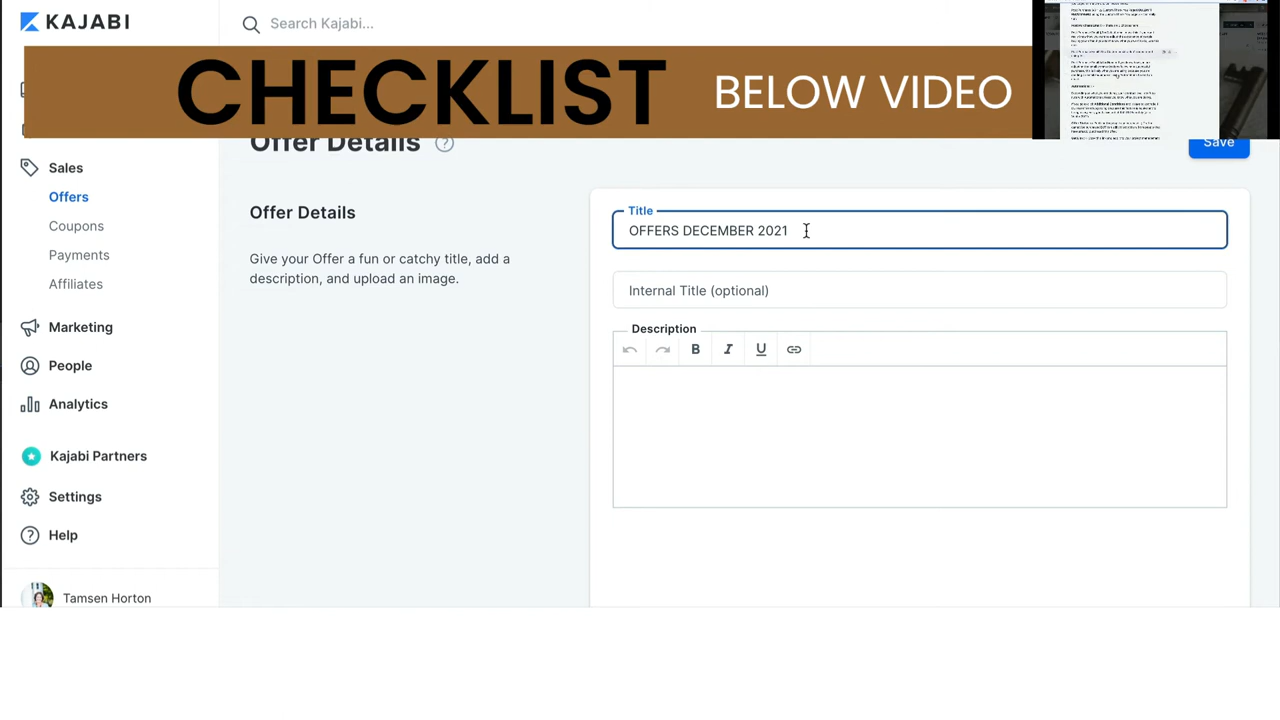 KAJABI
Search Kajabi...
CHECKLIST BELOW VIDEO
Offer Details
Save
Sales
Offers
Coupons
Payments
Affiliates
Marketing
People
Analytics
Kajabi Partners
Settings
Help
Tamsen Horton
Offer Details
Give your Offer a fun or catchy title, add a
description, and upload an image.
Title
OFFERS DECEMBER 2021
Internal Title (optional)
Description
B I U